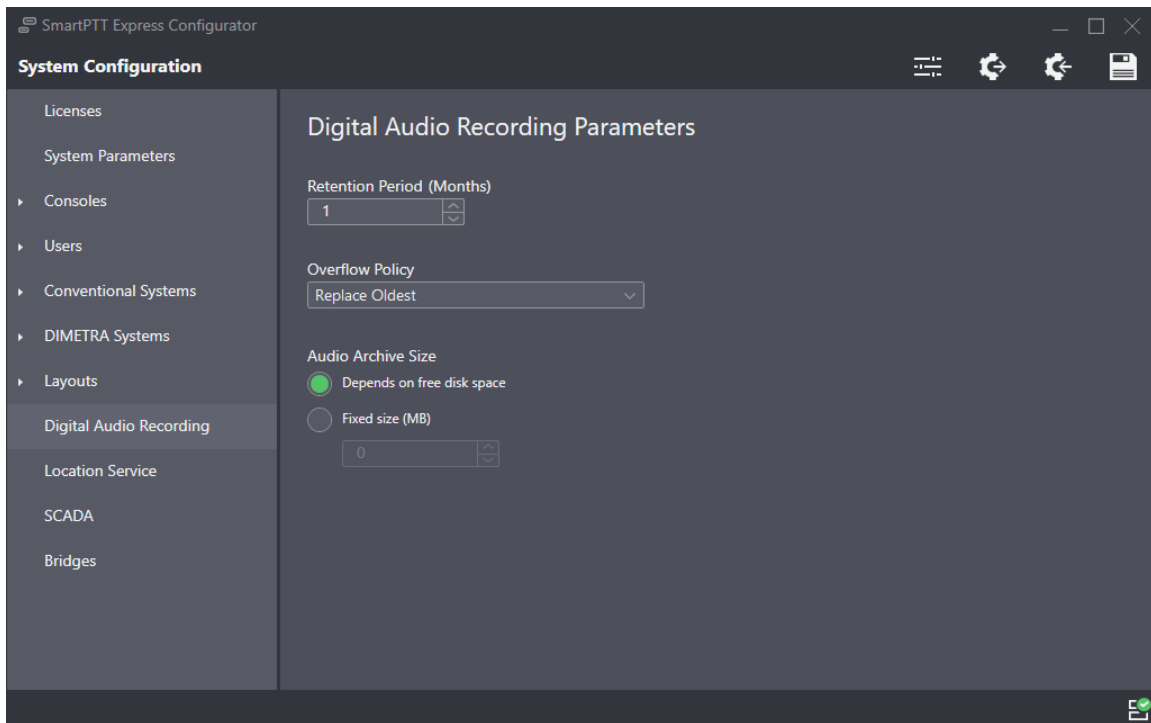 SmartPTT Express Configurator
System Configuration
Licenses
System Parameters
Consoles
Users
Conventional Systems
DIMETRA Systems
Layouts
Digital Audio Recording
Location Service
SCADA
Bridges
Digital Audio Recording Parameters
Retention Period (Months)
1
Overflow Policy
Replace Oldest
Audio Archive Size
Depends on free disk space
Fixed size (MB)
0